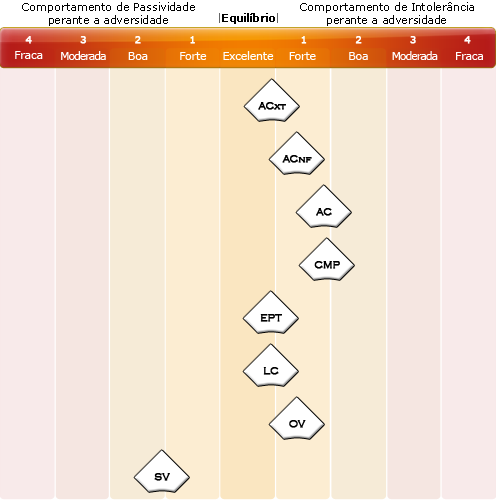 Comportamento de Passividade
perante a adversidade
|Equilíbrio|
Comportamento de Intolerância
perante a adversidade
4 3 2 1 1 2 3 4
Fraca Moderada Boa Forte Excelente Forte Boa Moderada Fraca
ACXT
ACNF
AC
CMP
EPT
LC
OV
SV